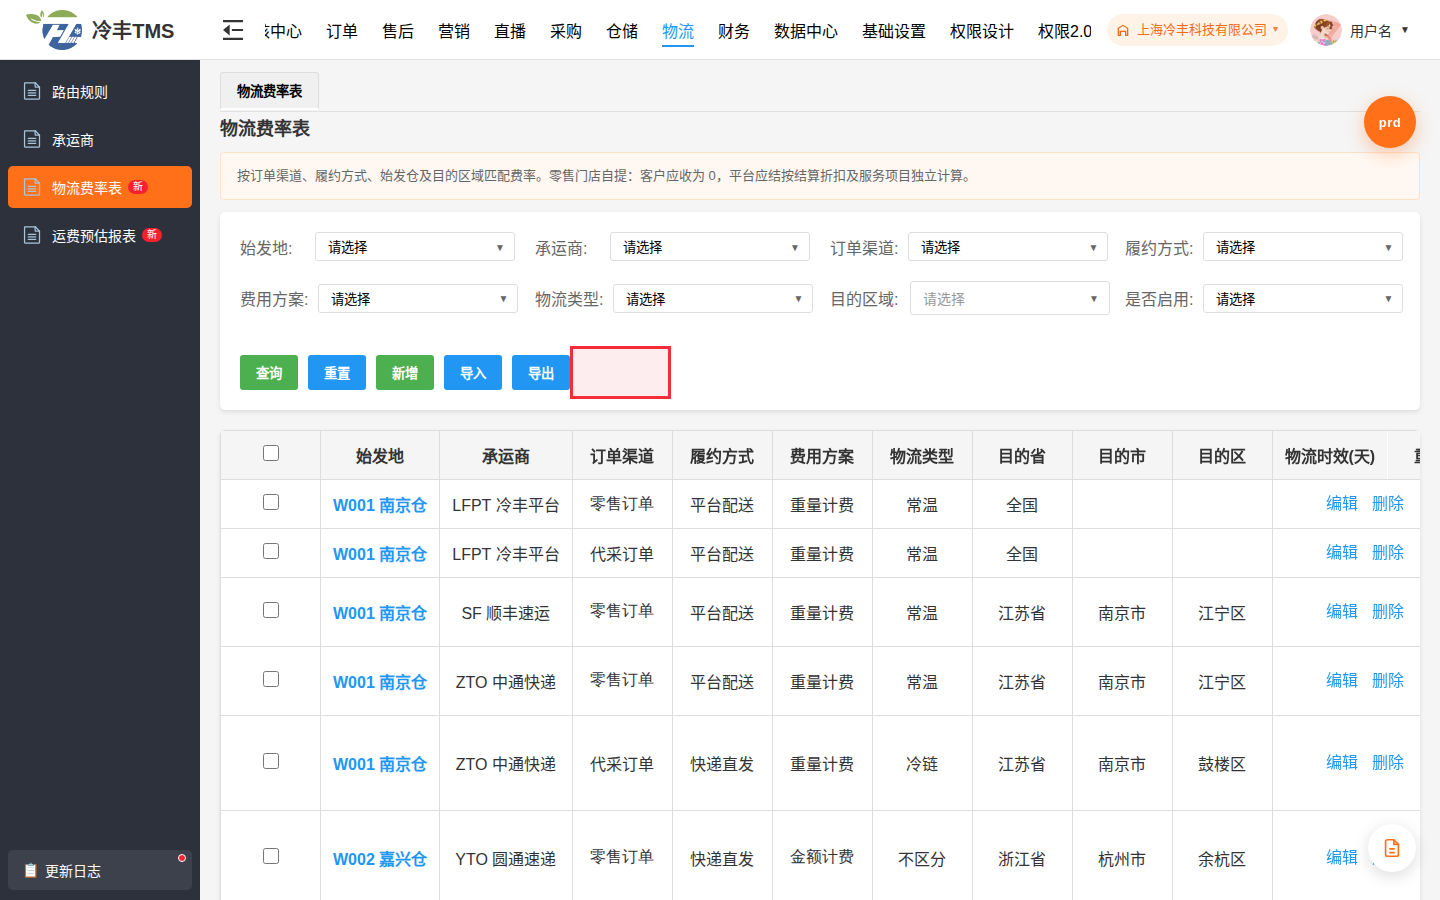 冷丰TMS
中心 订单 售后 营销 直播 采购 仓储 物流 财务 数据中心 基础设置 权限设计 权限2.0
上海冷丰科技有限公司 ▾
用户名 ▼
路由规则
承运商
物流费率表 新
运费预估报表 新
更新日志
物流费率表
物流费率表
prd
按订单渠道、履约方式、始发仓及目的区域匹配费率。零售门店自提：客户应收为 0，平台应结按结算折扣及服务项目独立计算。
始发地: 请选择 承运商: 请选择 订单渠道: 请选择 履约方式: 请选择
费用方案: 请选择 物流类型: 请选择 目的区域: 请选择 是否启用: 请选择
查询 重置 新增 导入 导出
始发地 承运商 订单渠道 履约方式 费用方案 物流类型 目的省 目的市 目的区 物流时效(天)
W001 南京仓 LFPT 冷丰平台 零售订单 平台配送 重量计费 常温 全国 编辑 删除
W001 南京仓 LFPT 冷丰平台 代采订单 平台配送 重量计费 常温 全国 编辑 删除
W001 南京仓 SF 顺丰速运 零售订单 平台配送 重量计费 常温 江苏省 南京市 江宁区 编辑 删除
W001 南京仓 ZTO 中通快递 零售订单 平台配送 重量计费 常温 江苏省 南京市 江宁区 编辑 删除
W001 南京仓 ZTO 中通快递 代采订单 快递直发 重量计费 冷链 江苏省 南京市 鼓楼区 编辑 删除
W002 嘉兴仓 YTO 圆通速递 零售订单 快递直发 金额计费 不区分 浙江省 杭州市 余杭区 编辑